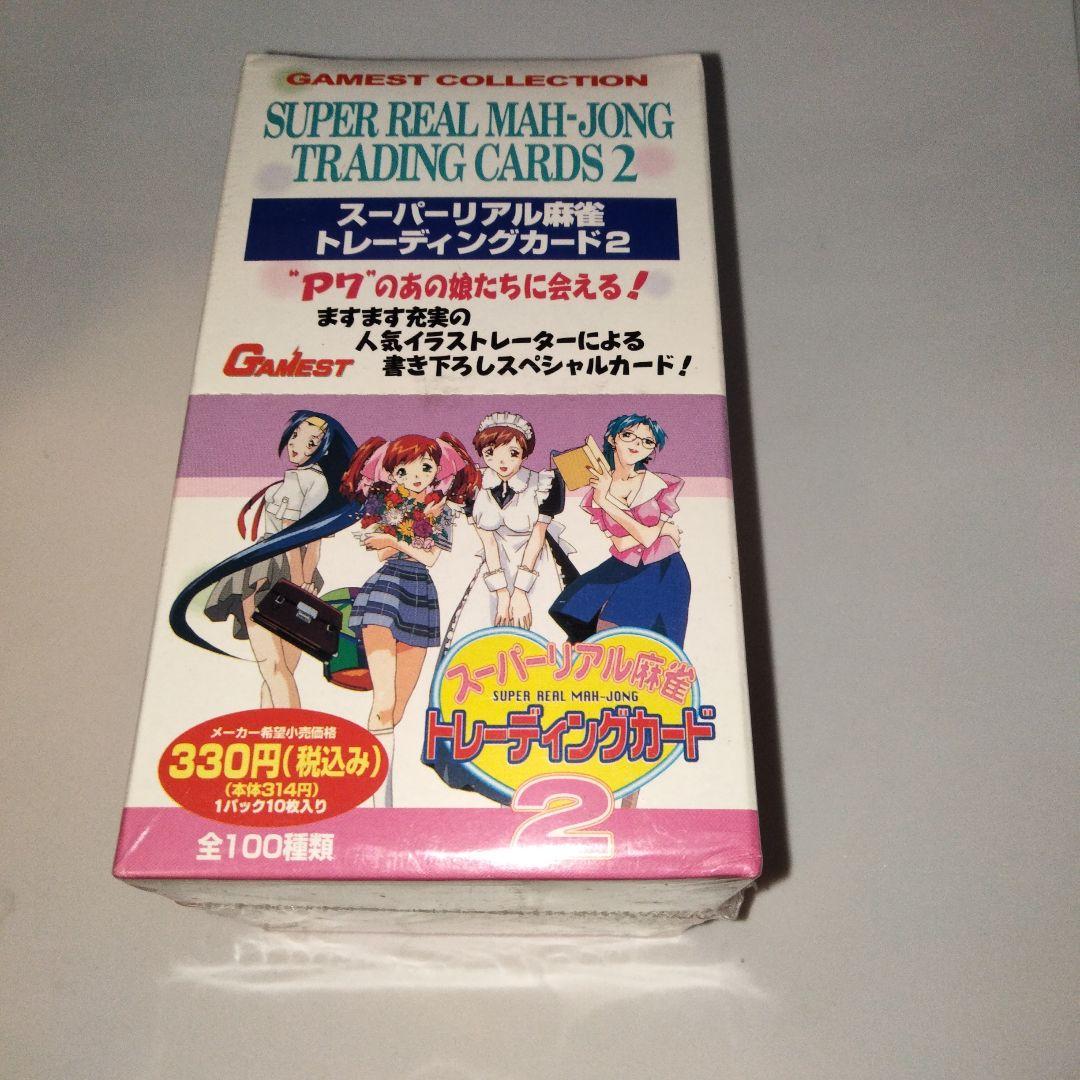 GAMEST COLLECTION
SUPER REAL MAH-JONG
TRADING CARDS 2
スーパーリアル麻雀
トレーディングカード2
"P7"のあの娘たちに会える!
ますます充実の
人気イラストレーターによる
書き下ろしスペシャルカード!
GAMEST
スーパーリアル麻雀
SUPER REAL MAH-JONG
トレーディングカード
2
メーカー希望小売価格
330円(税込み)
(本体314円)
1パック10枚入り
全100種類